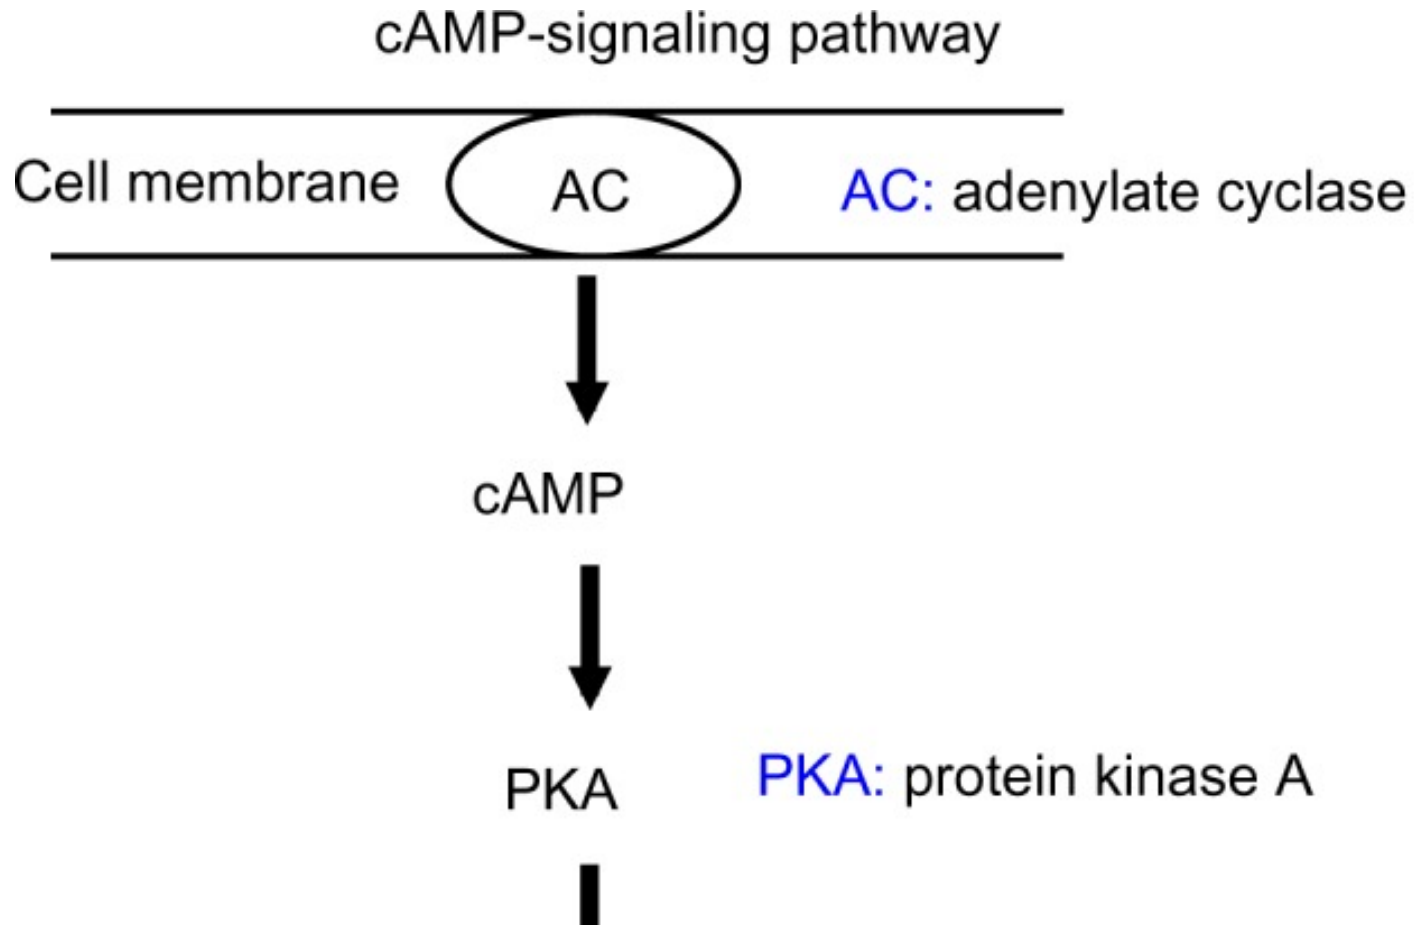 cAMP-signaling pathway
Cell membrane
AC
AC: adenylate cyclase
cAMP
PKA
PKA: protein kinase A